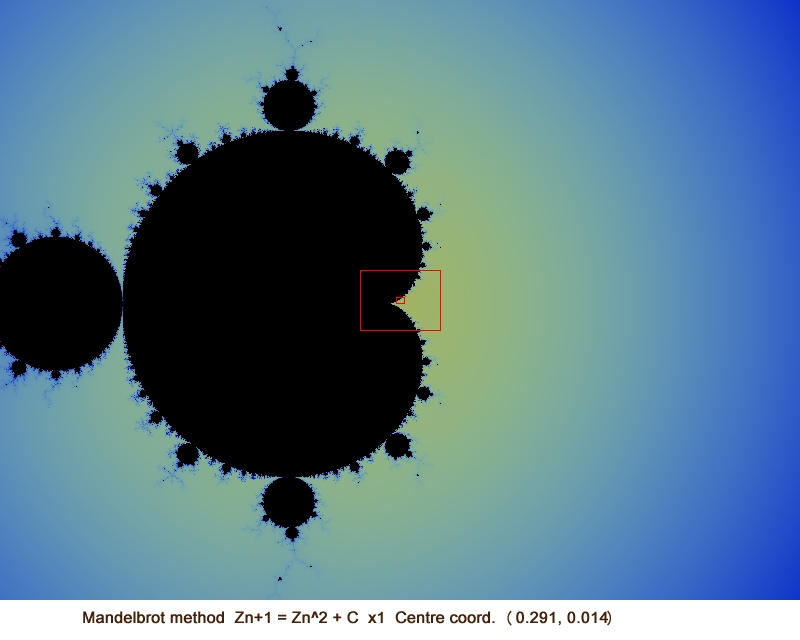 Mandelbrot method Zn+1 = Zn^2 + C x1 Centre coord. ( 0.291, 0.014)